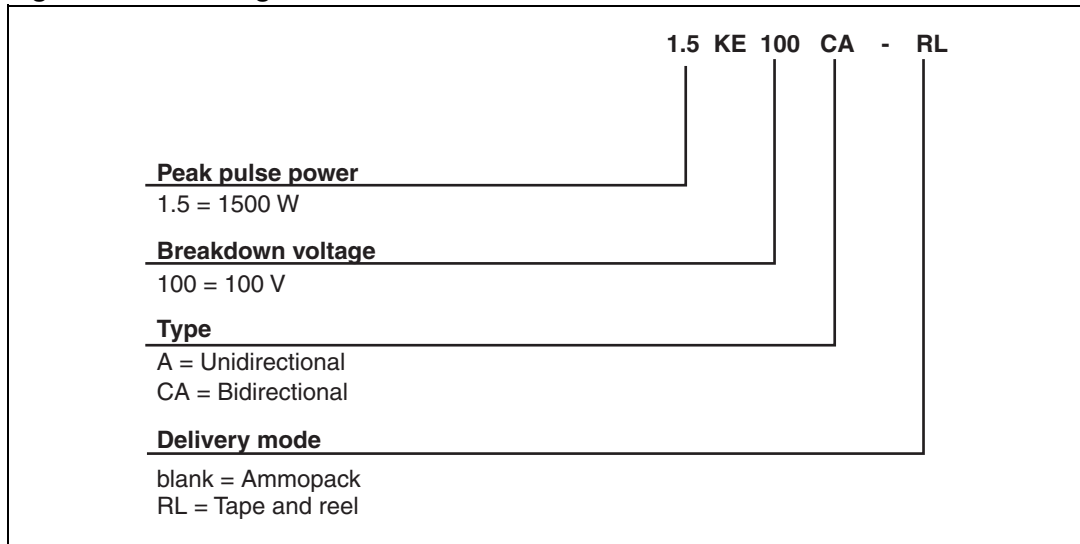 1.5 KE 100 CA - RL
Peak pulse power
1.5 = 1500 W
Breakdown voltage
100 = 100 V
Type
A = Unidirectional
CA = Bidirectional
Delivery mode
blank = Ammopack
RL = Tape and reel